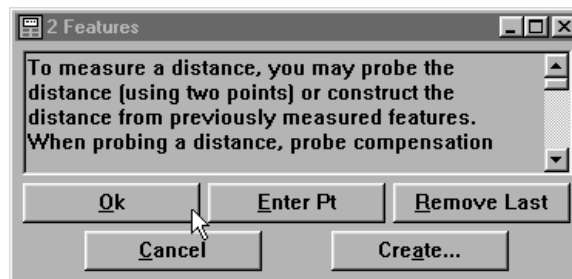 2 Features
To measure a distance, you may probe the
distance (using two points) or construct the
distance from previously measured features.
When probing a distance, probe compensation
Ok Enter Pt Remove Last
Cancel Create...